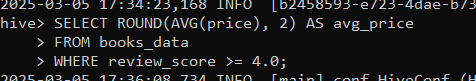 2025-03-05 17:34:23,168 INFO  [b2458593-e723-4dae-b73
hive> SELECT ROUND(AVG(price), 2) AS avg_price
    > FROM books_data
    > WHERE review_score >= 4.0;
2025-03-05 17:36:08,734 INFO  [main] conf.HiveConf (H